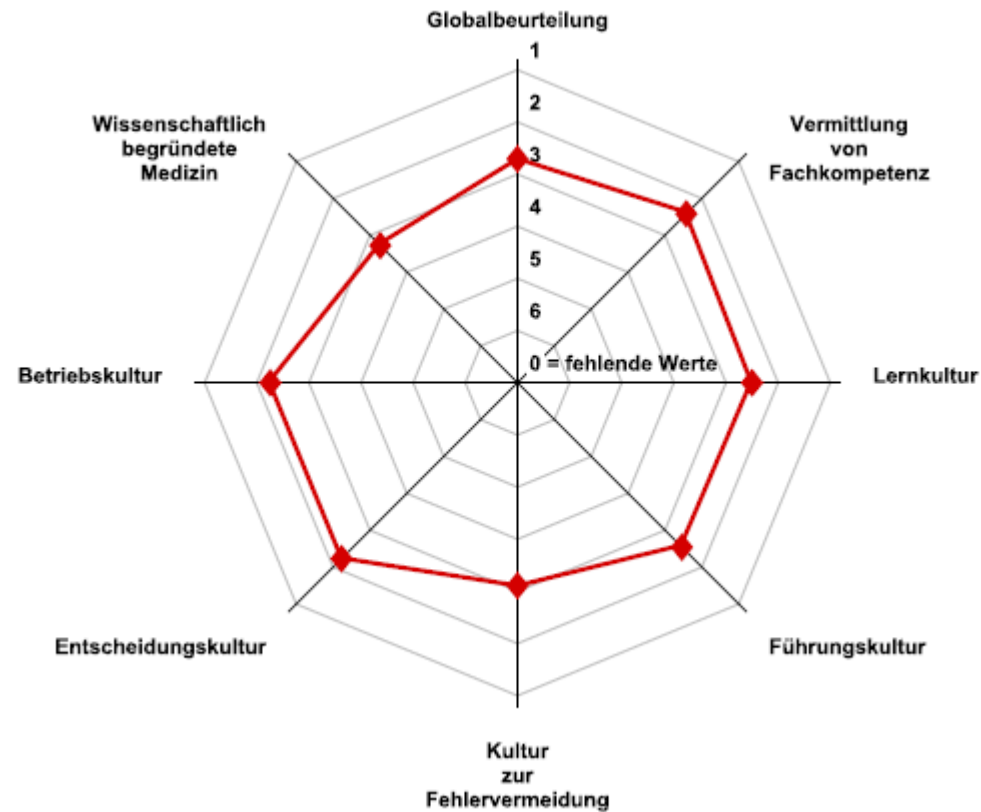 Globalbeurteilung
1
2
3
4
5
6
0 = fehlende Werte
Vermittlung
von
Fachkompetenz
Lernkultur
Führungskultur
Kultur
zur
Fehlervermeidung
Entscheidungskultur
Betriebskultur
Wissenschaftlich
begründete
Medizin